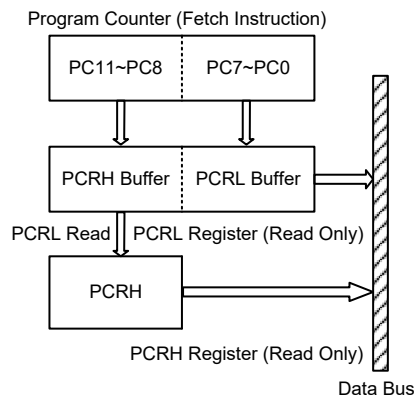 Program Counter (Fetch Instruction)
PC11~PC8 PC7~PC0
PCRH Buffer PCRL Buffer
PCRL Read PCRL Register (Read Only)
PCRH
PCRH Register (Read Only)
Data Bus